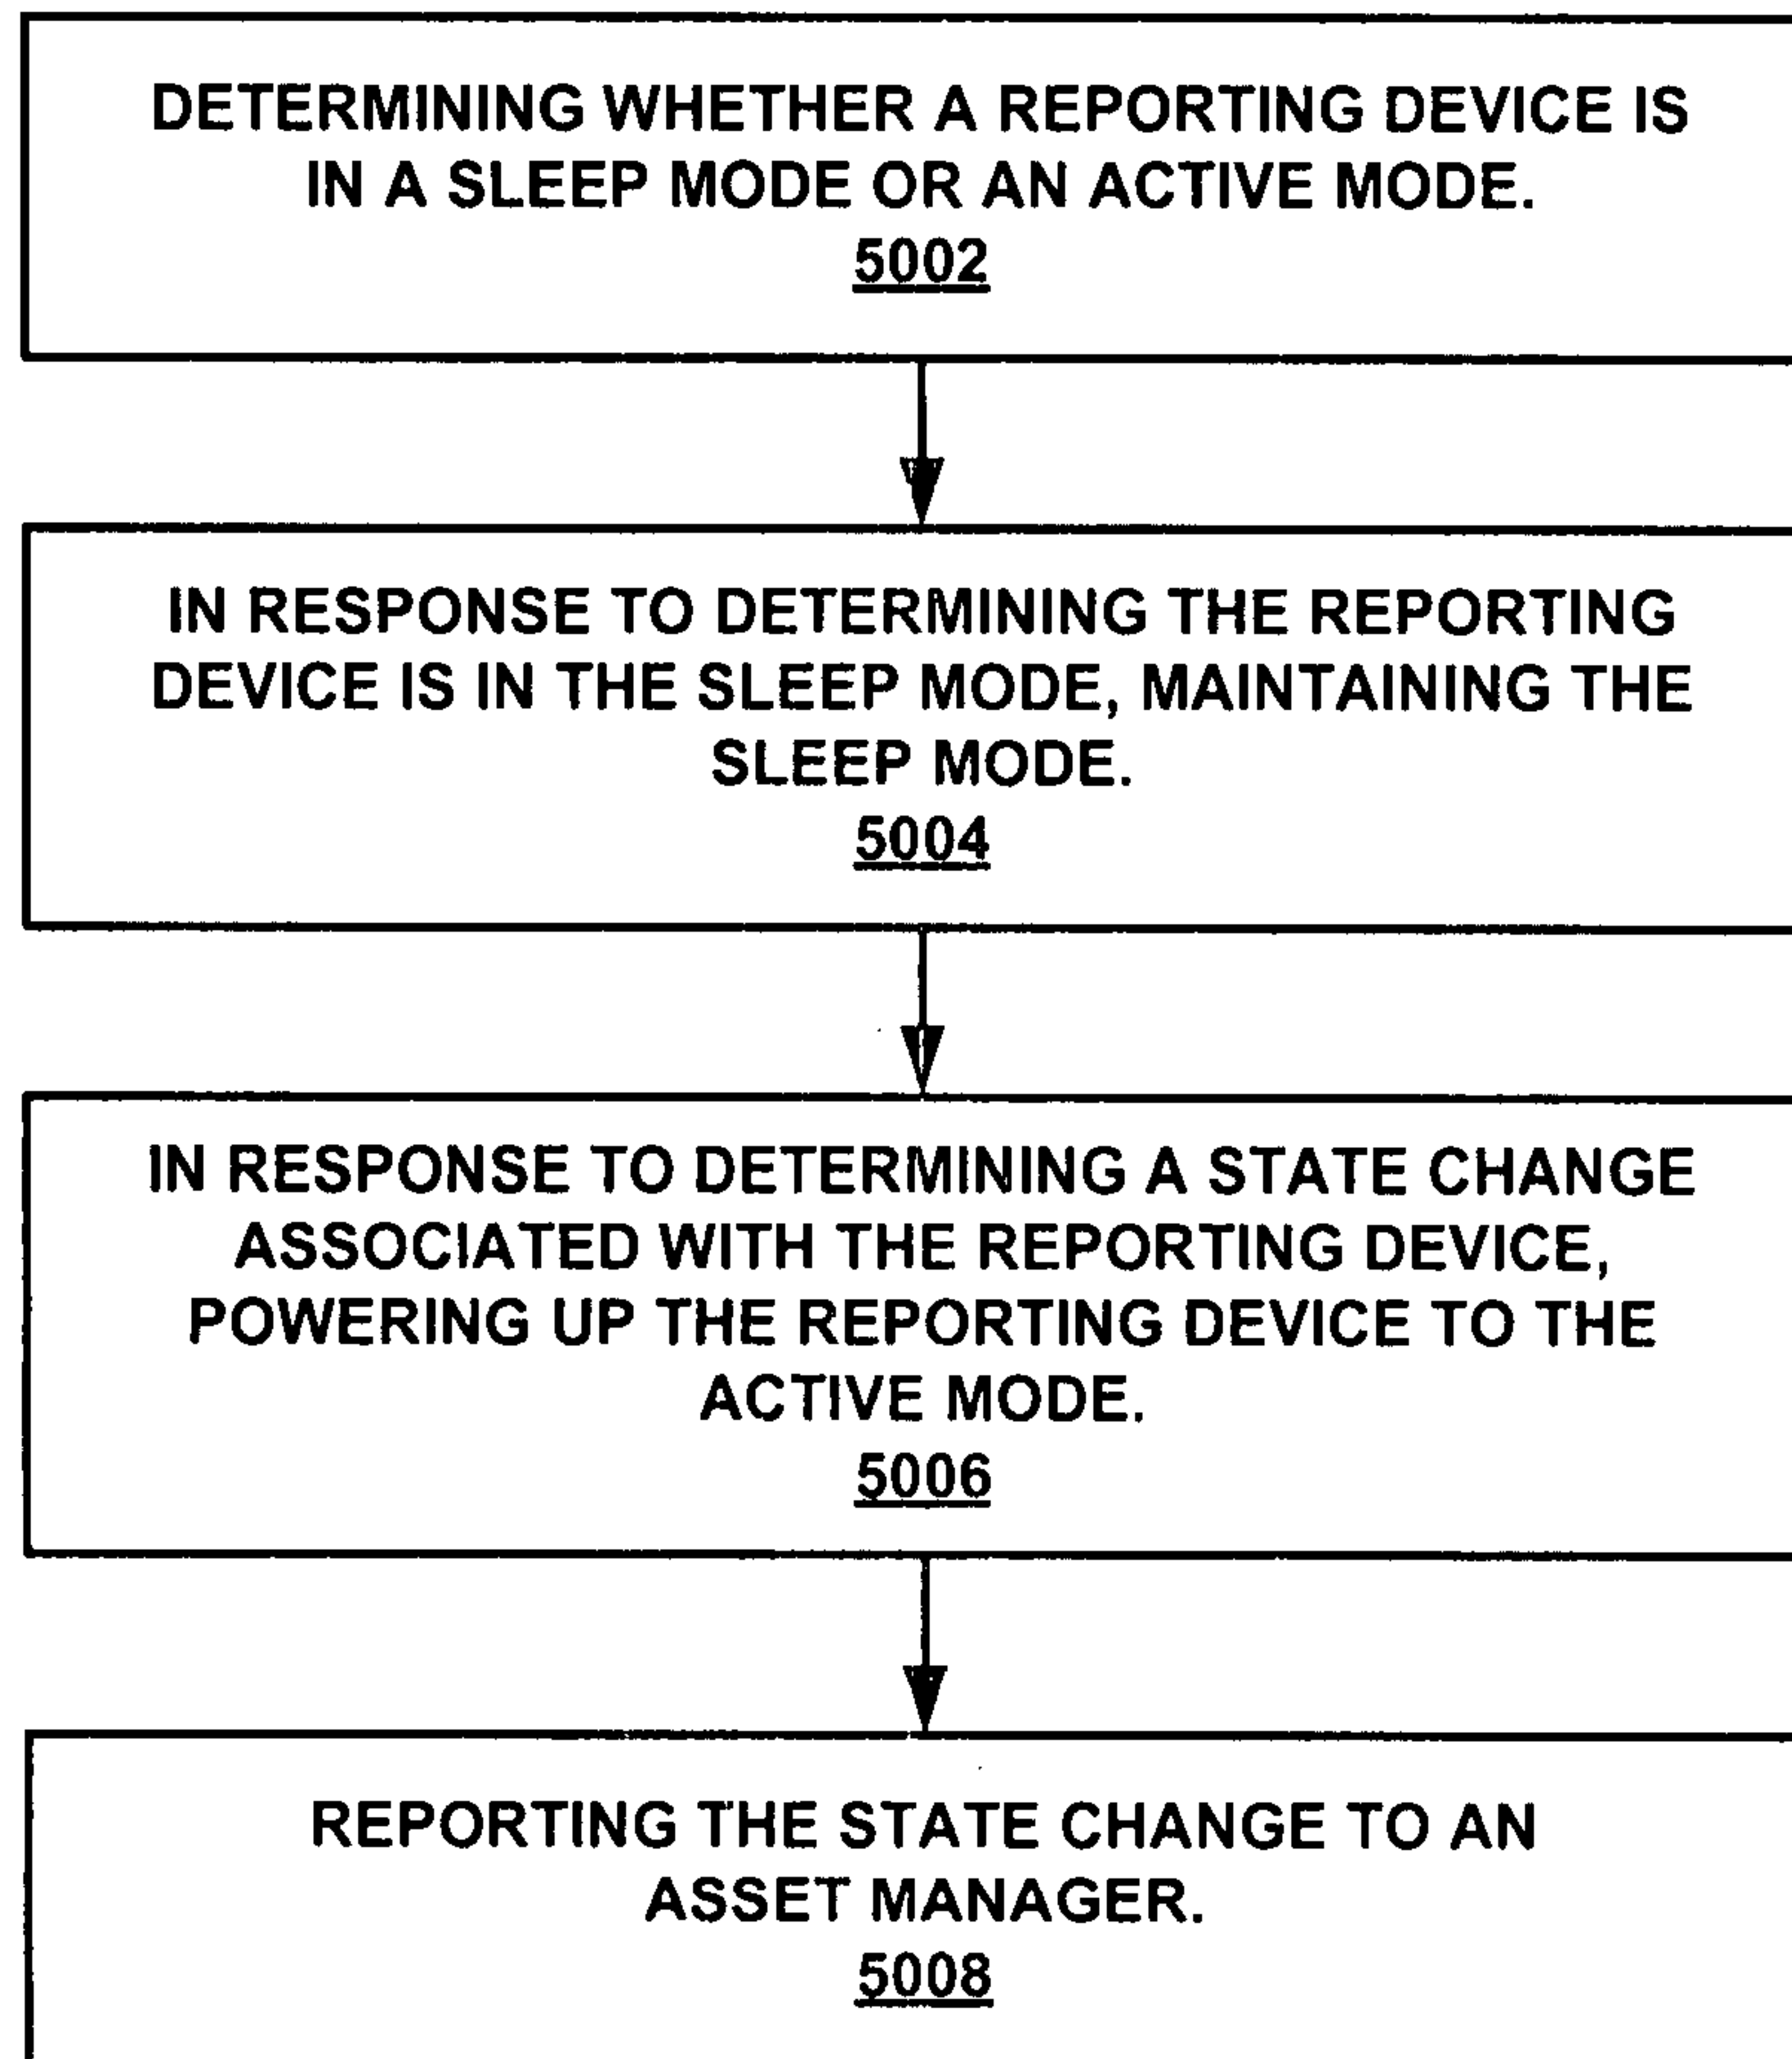 DETERMINING WHETHER A REPORTING DEVICE IS
IN A SLEEP MODE OR AN ACTIVE MODE.
5002
IN RESPONSE TO DETERMINING THE REPORTING
DEVICE IS IN THE SLEEP MODE, MAINTAINING THE
SLEEP MODE.
5004
IN RESPONSE TO DETERMINING A STATE CHANGE
ASSOCIATED WITH THE REPORTING DEVICE,
POWERING UP THE REPORTING DEVICE TO THE
ACTIVE MODE.
5006
REPORTING THE STATE CHANGE TO AN
ASSET MANAGER.
5008